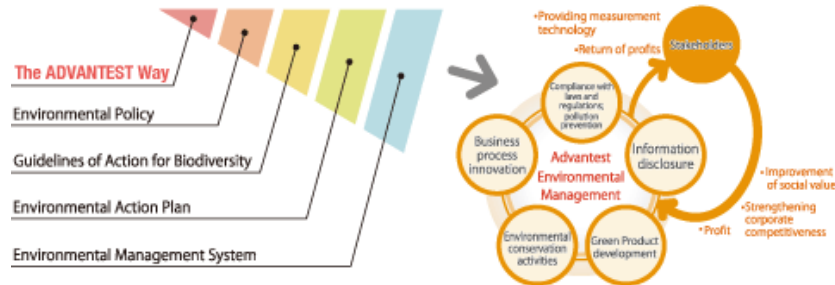 The ADVANTEST Way
Environmental Policy
Guidelines of Action for Biodiversity
Environmental Action Plan
Environmental Management System
•Providing measurement
technology
•Return of profits
Stakeholders
Compliance with
laws and
regulations;
pollution
prevention
Business
process
innovation
Advantest
Environmental
Management
Information
disclosure
Environmental
conservation
activities
Green Product
development
•Improvement
of social value
•Strengthening
corporate
competitiveness
•Profit